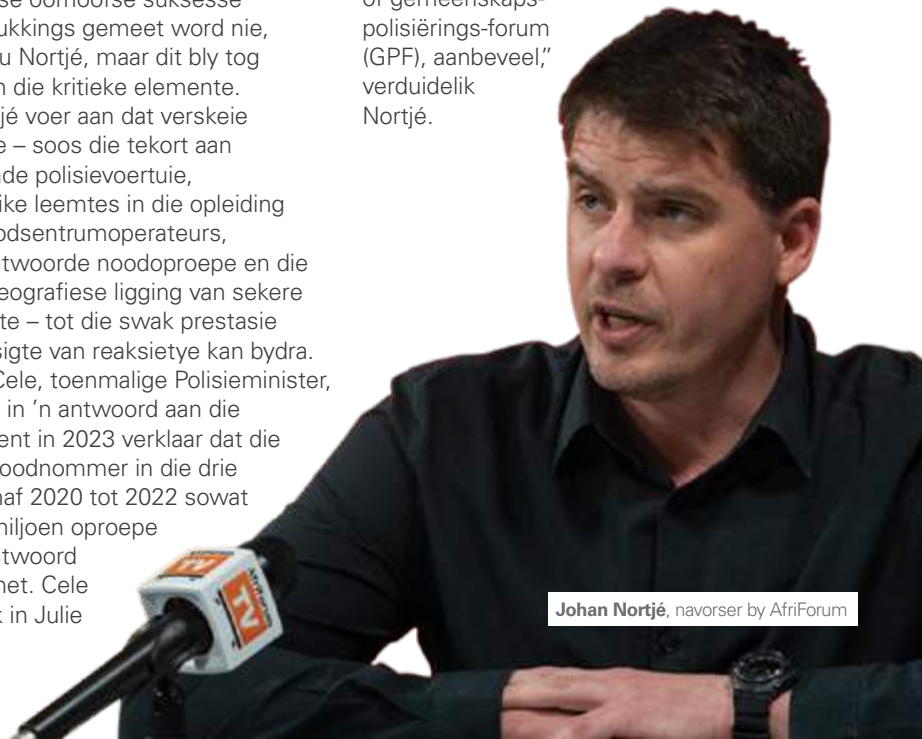 suksesse
ukkings gemeet word nie,
u Nortjé, maar dit bly tog
n die kritieke elemente.
jé voer aan dat verskeie
e – soos die tekort aan
de polisievoertuie,
ike leemtes in die opleiding
odsentrumoperateurs,
twoorde noodoproepe en die
eografiese ligging van sekere
te – tot die swak prestasie
sigte van reaksietye kan bydra.
Cele, toenmalige Polisieminister,
in ’n antwoord aan die
ent in 2023 verklaar dat die
oodnommer in die drie
af 2020 tot 2022 sowat
miljoen oproepe
twoord
het. Cele
k in Julie
of gemeenskaps-
polisiërings-forum
(GPF), aanbeveel,”
verduidelik
Nortjé.
TV
AfriForum
TV
Johan Nortjé, navorser by AfriForum